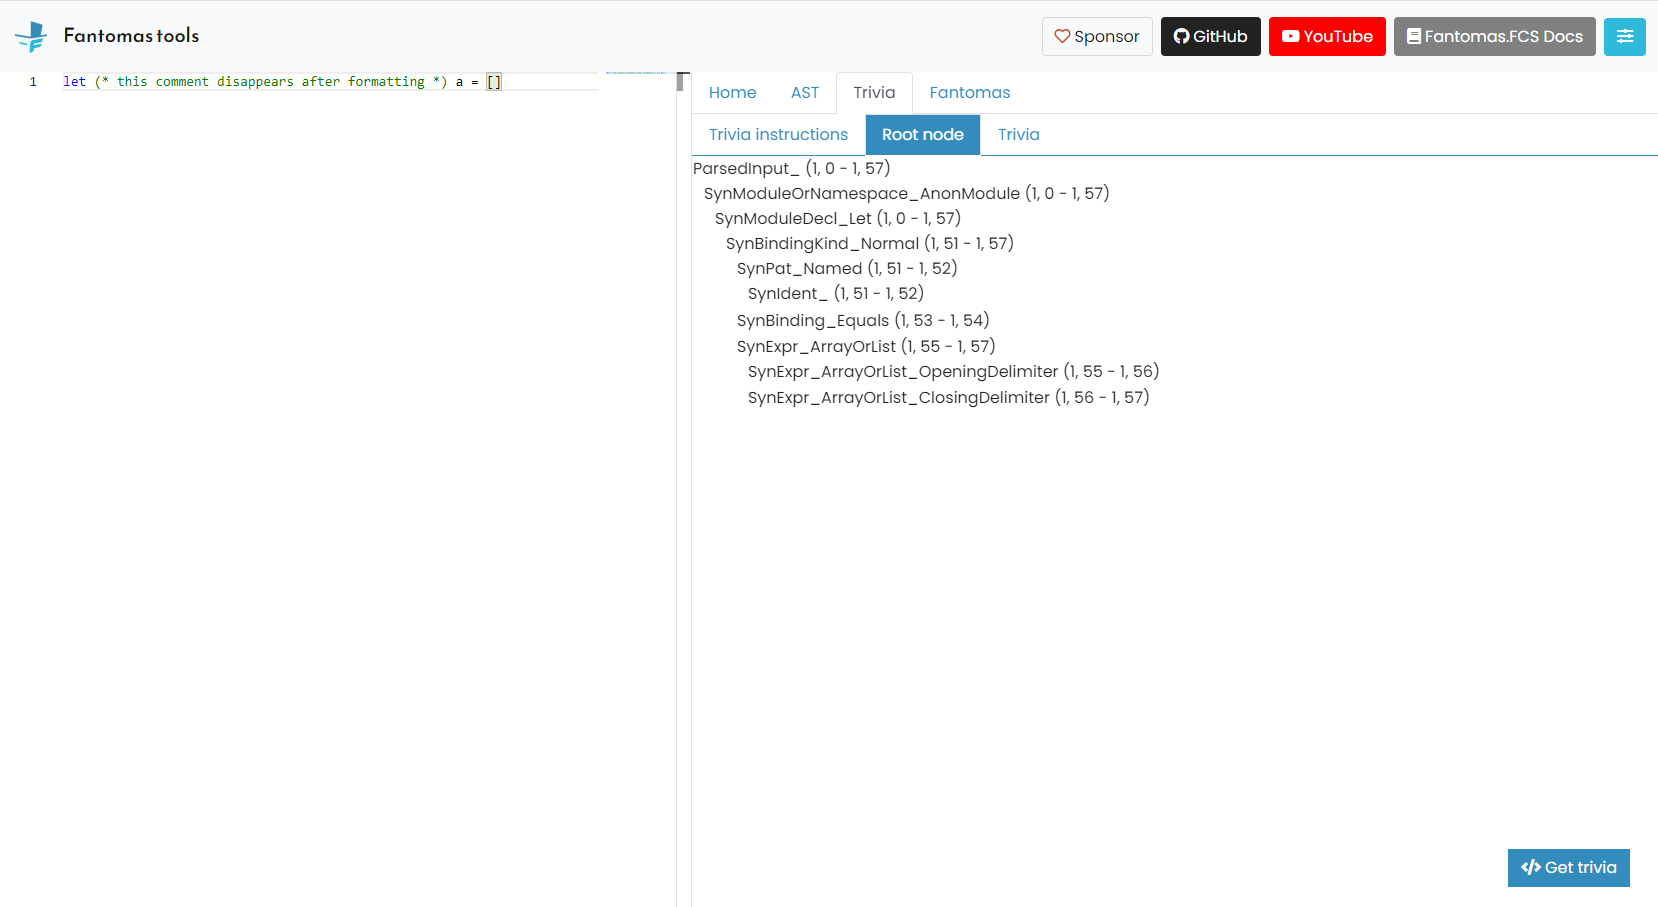 Fantomas tools
Sponsor GitHub YouTube Fantomas.FCS Docs
1 let (* this comment disappears after formatting *) a = []
Home AST Trivia Fantomas
Trivia instructions Root node Trivia
ParsedInput_ (1, 0 - 1, 57)
SynModuleOrNamespace_AnonModule (1, 0 - 1, 57)
SynModuleDecl_Let (1, 0 - 1, 57)
SynBindingKind_Normal (1, 51 - 1, 57)
SynPat_Named (1, 51 - 1, 52)
SynIdent_ (1, 51 - 1, 52)
SynBinding_Equals (1, 53 - 1, 54)
SynExpr_ArrayOrList (1, 55 - 1, 57)
SynExpr_ArrayOrList_OpeningDelimiter (1, 55 - 1, 56)
SynExpr_ArrayOrList_ClosingDelimiter (1, 56 - 1, 57)
Get trivia